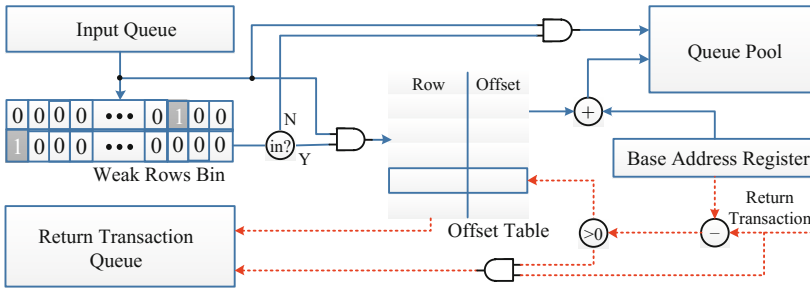 Input Queue
Queue Pool
Row Offset
0 0 0 0 ••• 0 1 0 0
1 0 0 0 ••• 0 0 0 0
N
in?
Y
+
Weak Rows Bin
Base Address Register
Return
Transaction
Offset Table
Return Transaction
Queue
>0
−